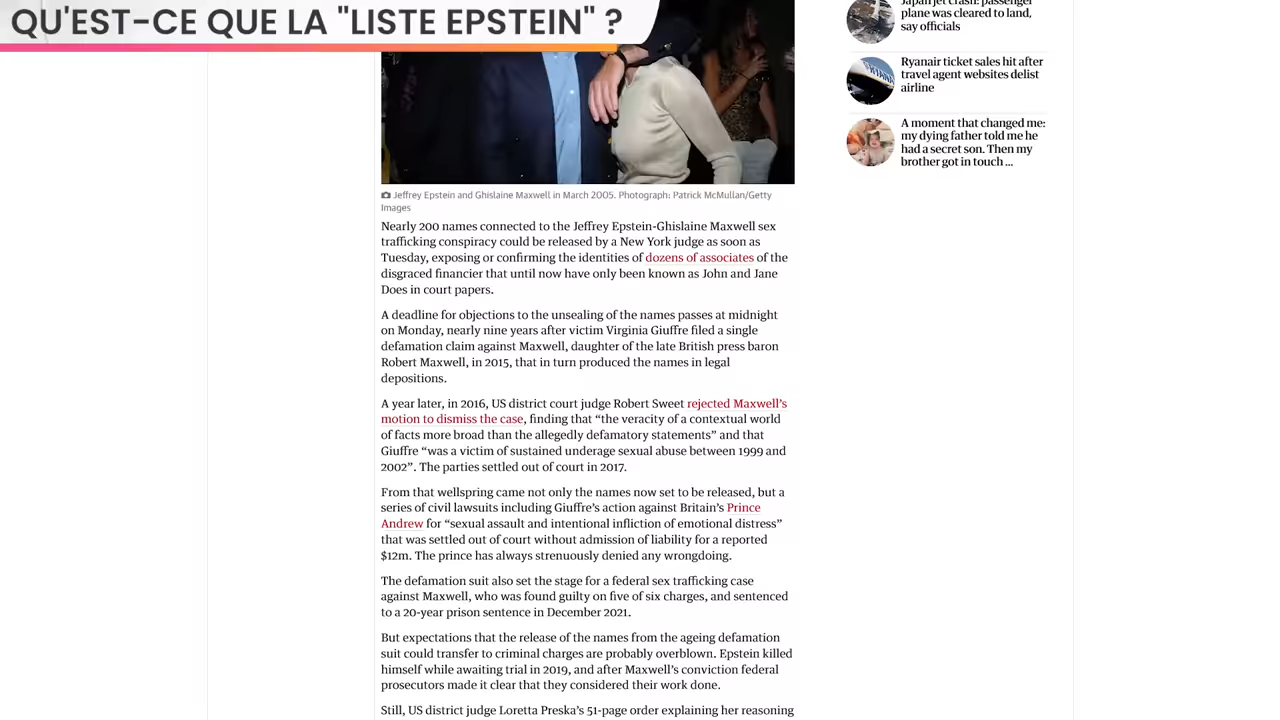 QU'EST-CE QUE LA "LISTE EPSTEIN" ?
Japan jet crash: passenger
plane was cleared to land,
say officials
Ryanair ticket sales hit after
travel agent websites delist
airline
A moment that changed me:
my dying father told me he
had a secret son. Then my
brother got in touch …
Jeffrey Epstein and Ghislaine Maxwell in March 2005. Photograph: Patrick McMullan/Getty
Images
Nearly 200 names connected to the Jeffrey Epstein-Ghislaine Maxwell sex
trafficking conspiracy could be released by a New York judge as soon as
Tuesday, exposing or confirming the identities of dozens of associates of the
disgraced financier that until now have only been known as John and Jane
Does in court papers.
A deadline for objections to the unsealing of the names passes at midnight
on Monday, nearly nine years after victim Virginia Giuffre filed a single
defamation claim against Maxwell, daughter of the late British press baron
Robert Maxwell, in 2015, that in turn produced the names in legal
depositions.
A year later, in 2016, US district court judge Robert Sweet rejected Maxwell’s
motion to dismiss the case, finding that “the veracity of a contextual world
of facts more broad than the allegedly defamatory statements” and that
Giuffre “was a victim of sustained underage sexual abuse between 1999 and
2002”. The parties settled out of court in 2017.
From that wellspring came not only the names now set to be released, but a
series of civil lawsuits including Giuffre’s action against Britain’s Prince
Andrew for “sexual assault and intentional infliction of emotional distress”
that was settled out of court without admission of liability for a reported
$12m. The prince has always strenuously denied any wrongdoing.
The defamation suit also set the stage for a federal sex trafficking case
against Maxwell, who was found guilty on five of six charges, and sentenced
to a 20-year prison sentence in December 2021.
But expectations that the release of the names from the ageing defamation
suit could transfer to criminal charges are probably overblown. Epstein killed
himself while awaiting trial in 2019, and after Maxwell’s conviction federal
prosecutors made it clear that they considered their work done.
Still, US district judge Loretta Preska’s 51-page order explaining her reasoning